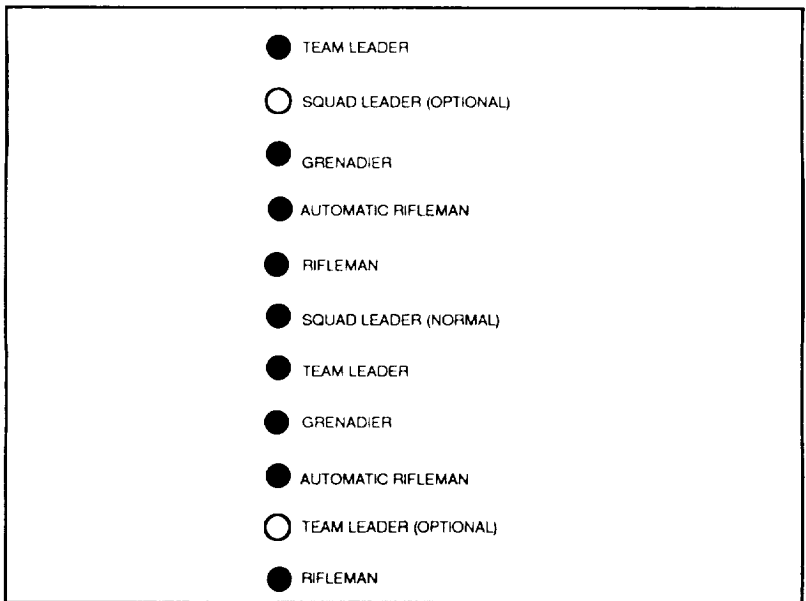 TEAM LEADER
SQUAD LEADER (OPTIONAL)
GRENADIER
AUTOMATIC RIFLEMAN
RIFLEMAN
SQUAD LEADER (NORMAL)
TEAM LEADER
GRENADIER
AUTOMATIC RIFLEMAN
TEAM LEADER (OPTIONAL)
RIFLEMAN